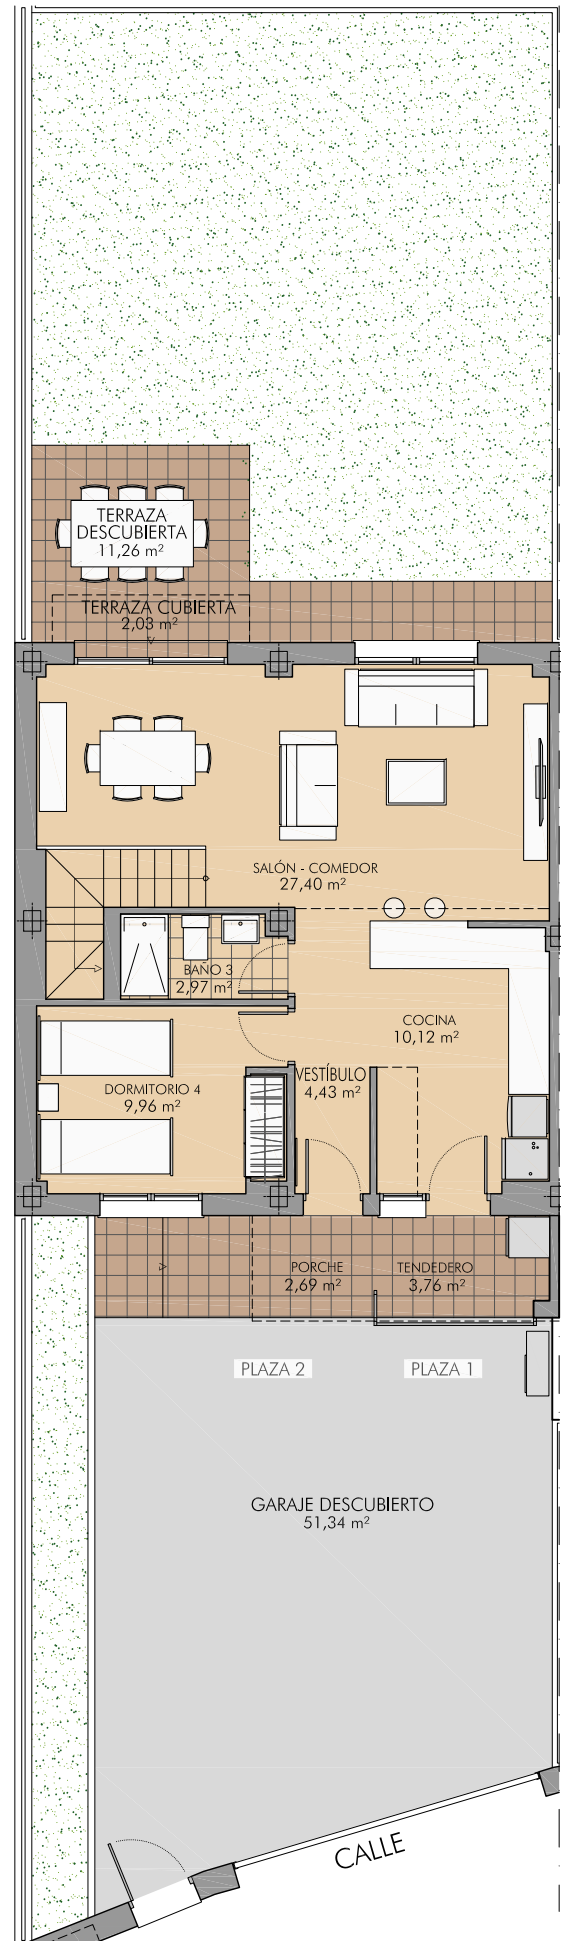 TERRAZA
DESCUBIERTA
11,26 m²
TERRAZA CUBIERTA
2,03 m²
SALÓN - COMEDOR
27,40 m²
BAÑO 3
2,97 m²
COCINA
10,12 m²
VESTÍBULO
4,43 m²
DORMITORIO 4
9,96 m²
PORCHE
2,69 m²
TENDEDERO
3,76 m²
PLAZA 2
PLAZA 1
GARAJE DESCUBIERTO
51,34 m²
CALLE